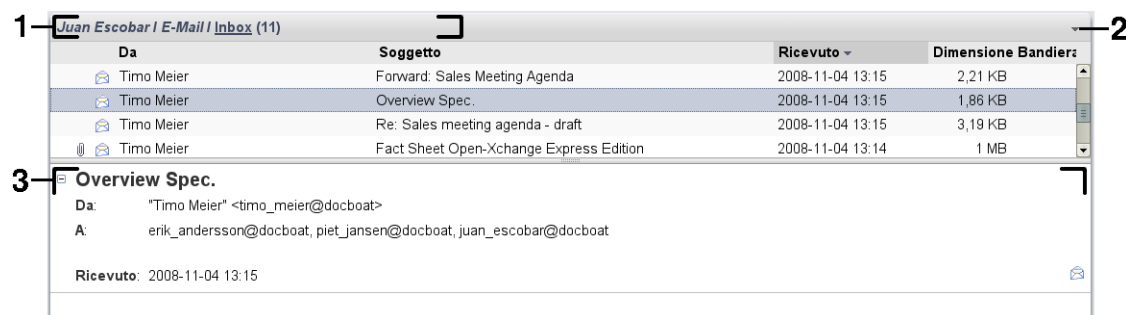 1 Juan Escobar / E-Mail / Inbox (11) 2
Da Soggetto Ricevuto Dimensione Bandiera
Timo Meier Forward: Sales Meeting Agenda 2008-11-04 13:15 2,21 KB
Timo Meier Overview Spec. 2008-11-04 13:15 1,86 KB
Timo Meier Re: Sales meeting agenda - draft 2008-11-04 13:15 3,19 KB
Timo Meier Fact Sheet Open-Xchange Express Edition 2008-11-04 13:14 1 MB
3 Overview Spec.
Da: "Timo Meier" <timo_meier@docboat>
A: erik_andersson@docboat, piet_jansen@docboat, juan_escobar@docboat
Ricevuto: 2008-11-04 13:15